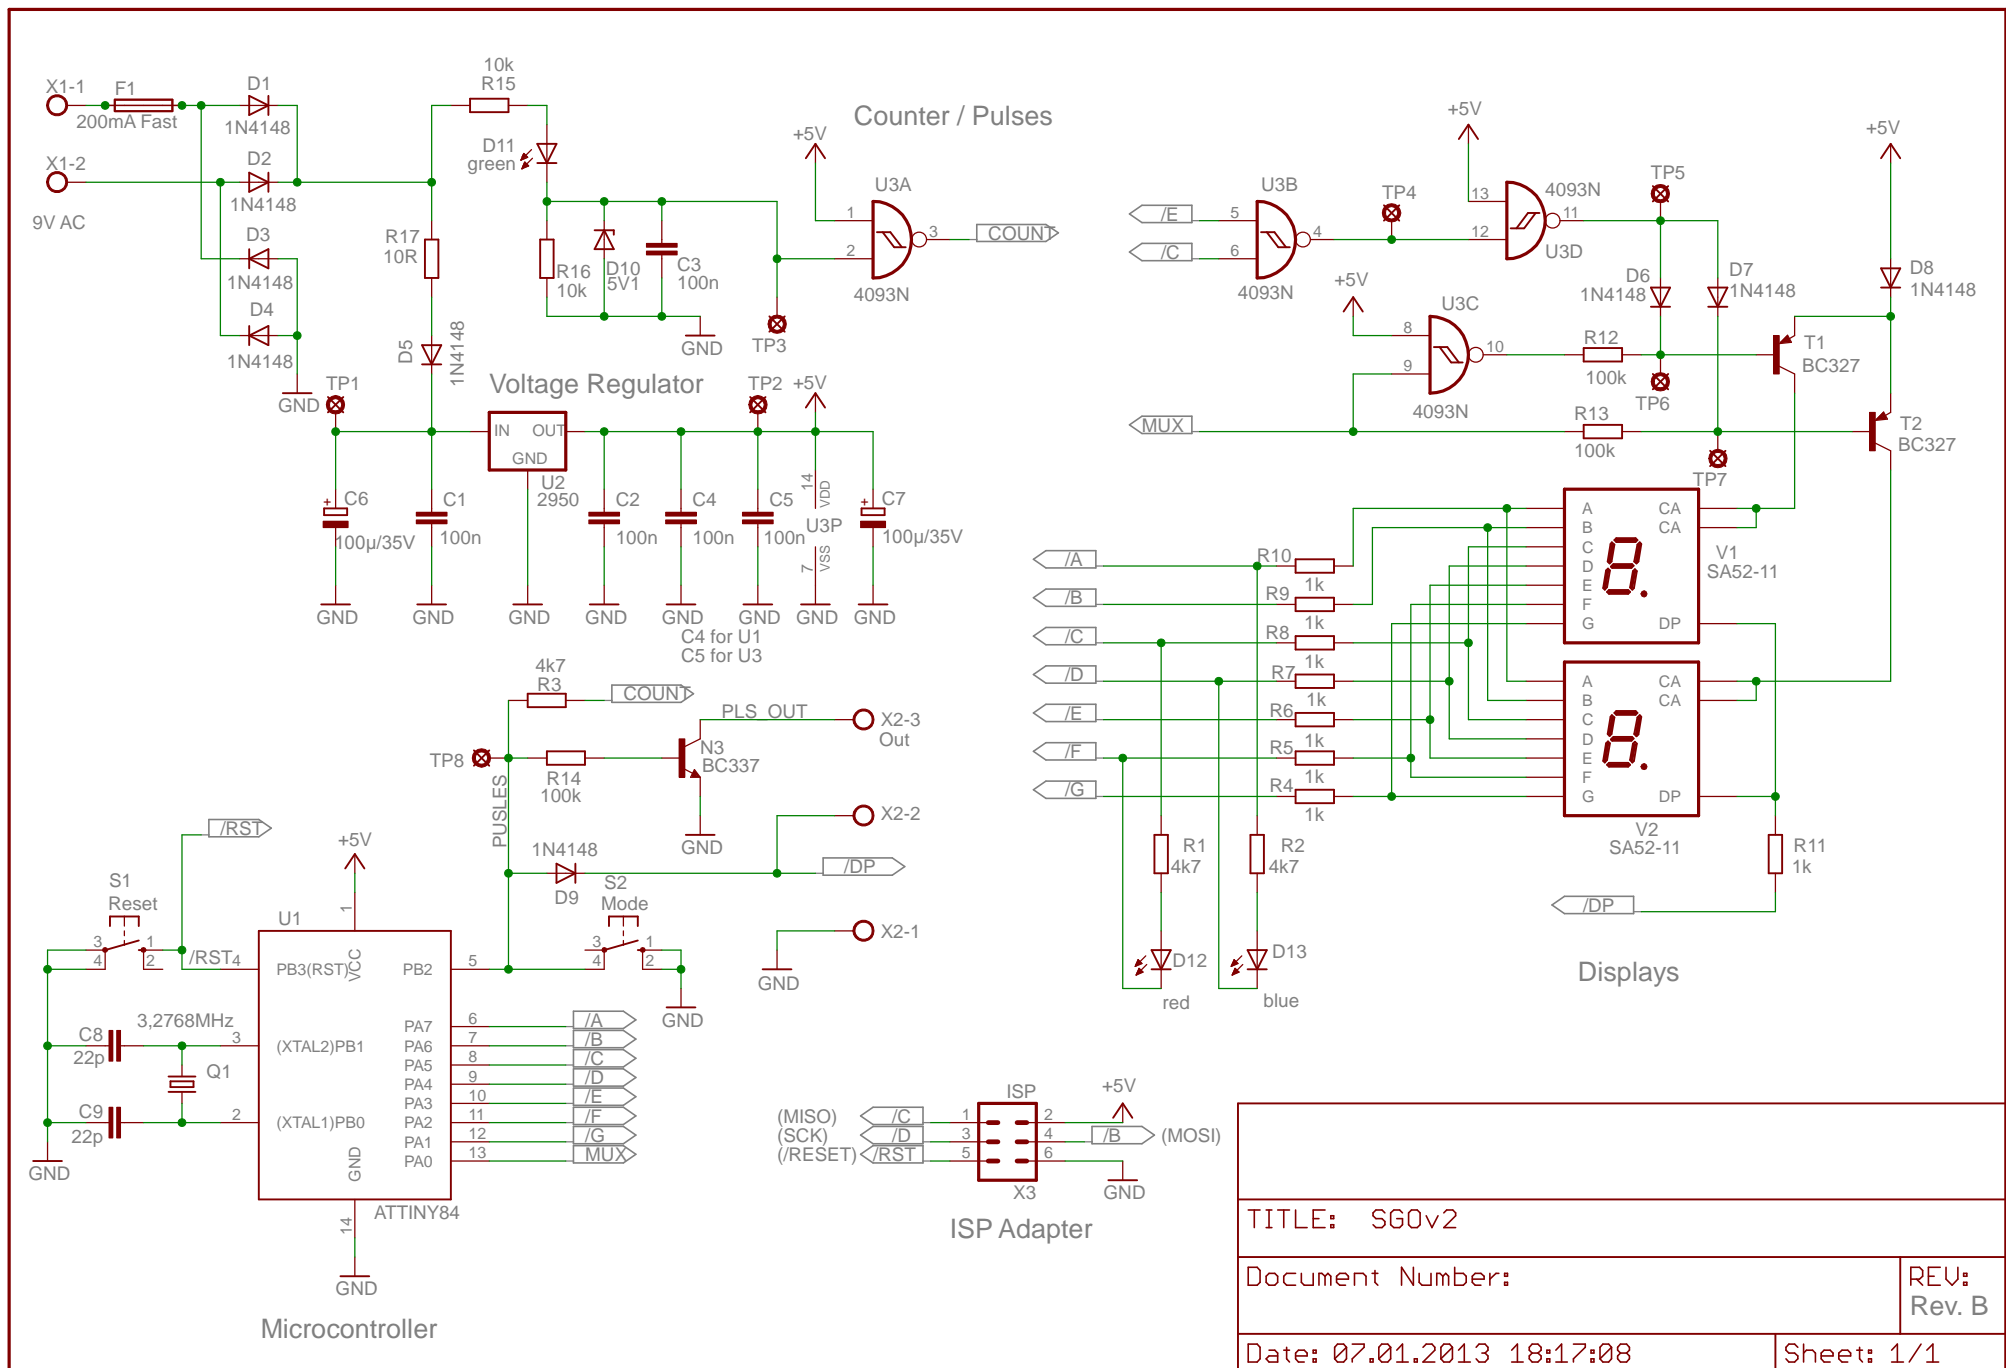 X1-1
F1
200mA Fast
D1
1N4148
X1-2
D2
1N4148
9V AC
D3
1N4148
D4
1N4148
GND
10k
R15
D11
green
R17
10R
D5
1N4148
R16
10k
D10
5V1
C3
100n
GND
TP3
Counter / Pulses
+5V
U3A
1
2
3
4093N
COUNT
/E
/C
U3B
5
6
4
4093N
TP4
+5V
13
12
11
4093N
U3D
TP5
+5V
U3C
8
9
10
4093N
MUX
D6
1N4148
D7
1N4148
D8
1N4148
+5V
R12
100k
R13
100k
TP6
TP7
T1
BC327
T2
BC327
Voltage Regulator
TP1
TP2
+5V
IN
OUT
GND
U2
2950
C6
+
100µ/35V
C1
100n
C2
100n
C4
100n
C5
100n
14
VDD
U3P
7
VSS
C7
+
100µ/35V
GND
GND
GND
GND
GND
GND
GND
GND
C4 for U1
C5 for U3
4k7
R3
COUNT
TP8
R14
100k
PUSLES
PLS_OUT
N3
BC337
GND
X2-3
Out
X2-2
1N4148
D9
/DP
X2-1
GND
S2
Mode
3
4
1
2
GND
/RST
+5V
S1
Reset
3
4
1
2
/RST
4
U1
1
VCC
PB3(RST)
PB2
5
3,2768MHz
C8
22p
C9
22p
Q1
3
(XTAL2)PB1
2
(XTAL1)PB0
GND
PA7
6
/A
PA6
7
/B
PA5
8
/C
PA4
9
/D
PA3
10
/E
PA2
11
/F
PA1
12
/G
PA0
13
MUX
GND
14
ATTINY84
GND
Microcontroller
/A
/B
/C
/D
/E
/F
/G
R10
1k
R9
1k
R8
1k
R7
1k
R6
1k
R5
1k
R4
1k
R1
4k7
R2
4k7
D12
red
D13
blue
A
B
C
D
E
F
G
CA
CA
DP
V1
SA52-11
A
B
C
D
E
F
G
CA
CA
DP
V2
SA52-11
R11
1k
/DP
Displays
ISP
+5V
(MISO)
/C
1
2
(SCK)
/D
3
4
/B
(MOSI)
(/RESET)
/RST
5
6
X3
GND
ISP Adapter
TITLE: SGOv2
Document Number:
REV:
Rev. B
Date: 07.01.2013 18:17:08
Sheet: 1/1